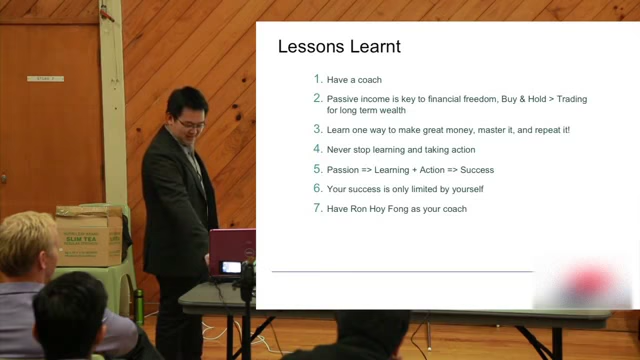 Lessons Learnt
1. Have a coach
2. Passive income is key to financial freedom, Buy & Hold > Trading
for long term wealth
3. Learn one way to make great money, master it, and repeat it!
4. Never stop learning and taking action
5. Passion => Learning + Action => Success
6. Your success is only limited by yourself
7. Have Ron Hoy Fong as your coach
SLIM TEA